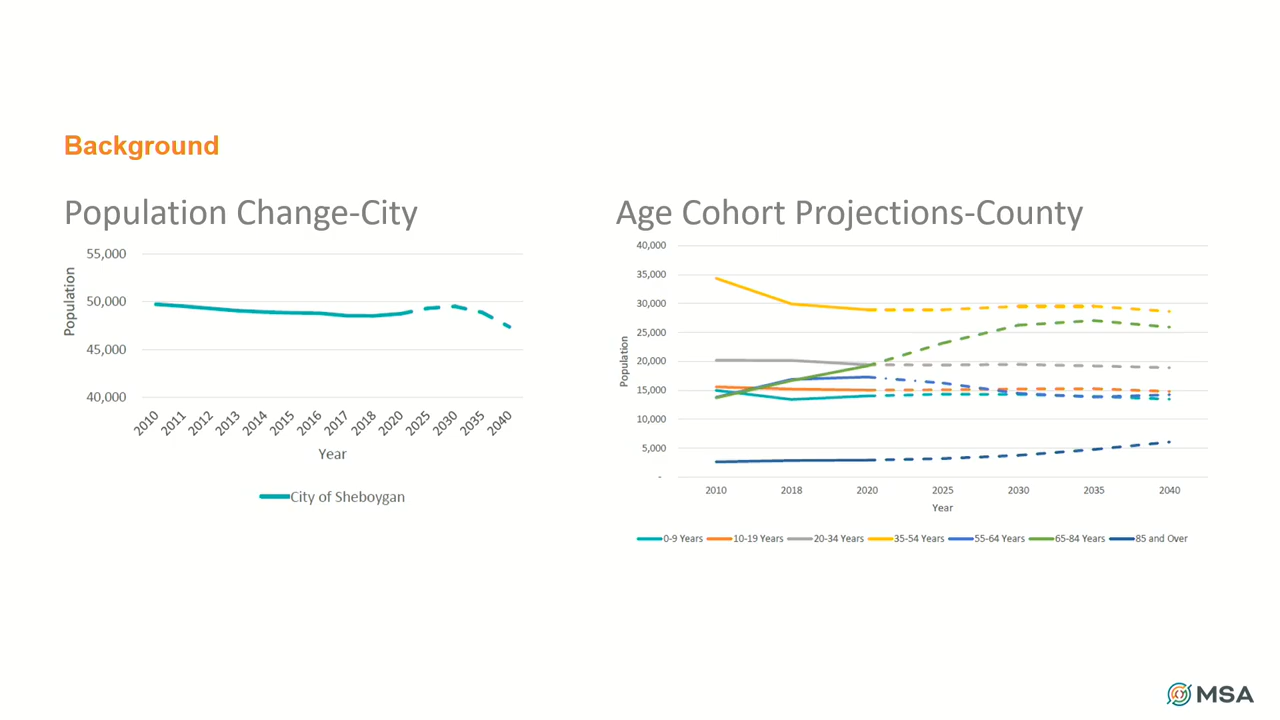 Background
Population Change-City
55,000
50,000
45,000
40,000
Population
2010 2011 2012 2013 2014 2015 2016 2017 2018 2020 2025 2030 2035 2040
Year
City of Sheboygan
Age Cohort Projections-County
40,000
35,000
30,000
25,000
20,000
15,000
10,000
5,000
-
Population
2010 2018 2020 2025 2030 2035 2040
Year
0-9 Years 10-19 Years 20-34 Years 35-54 Years 55-64 Years 65-84 Years 85 and Over
MSA